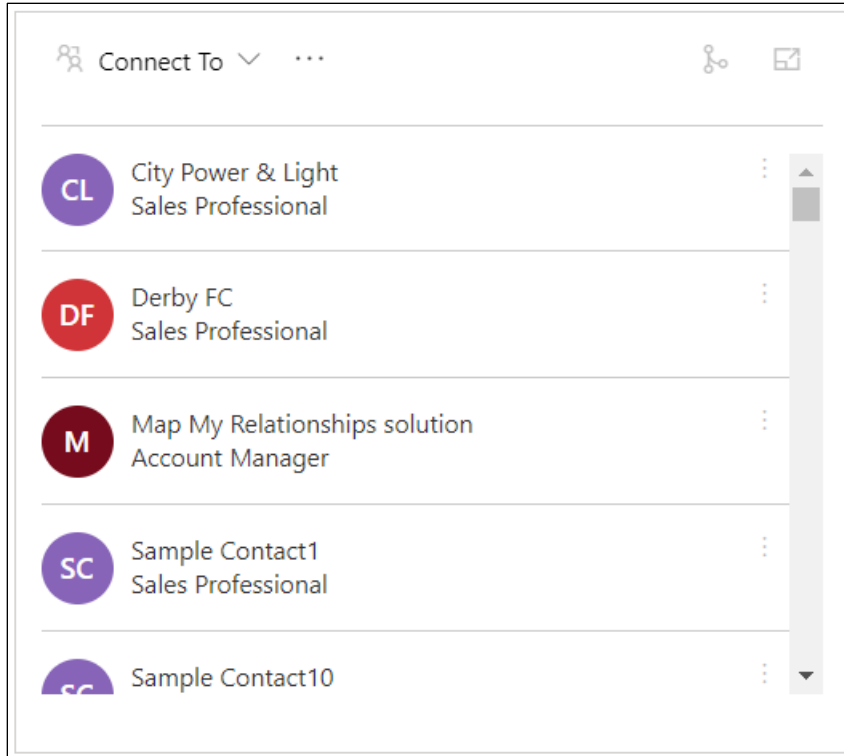 Connect To
CL
City Power & Light
Sales Professional
DF
Derby FC
Sales Professional
M
Map My Relationships solution
Account Manager
SC
Sample Contact1
Sales Professional
SC
Sample Contact10